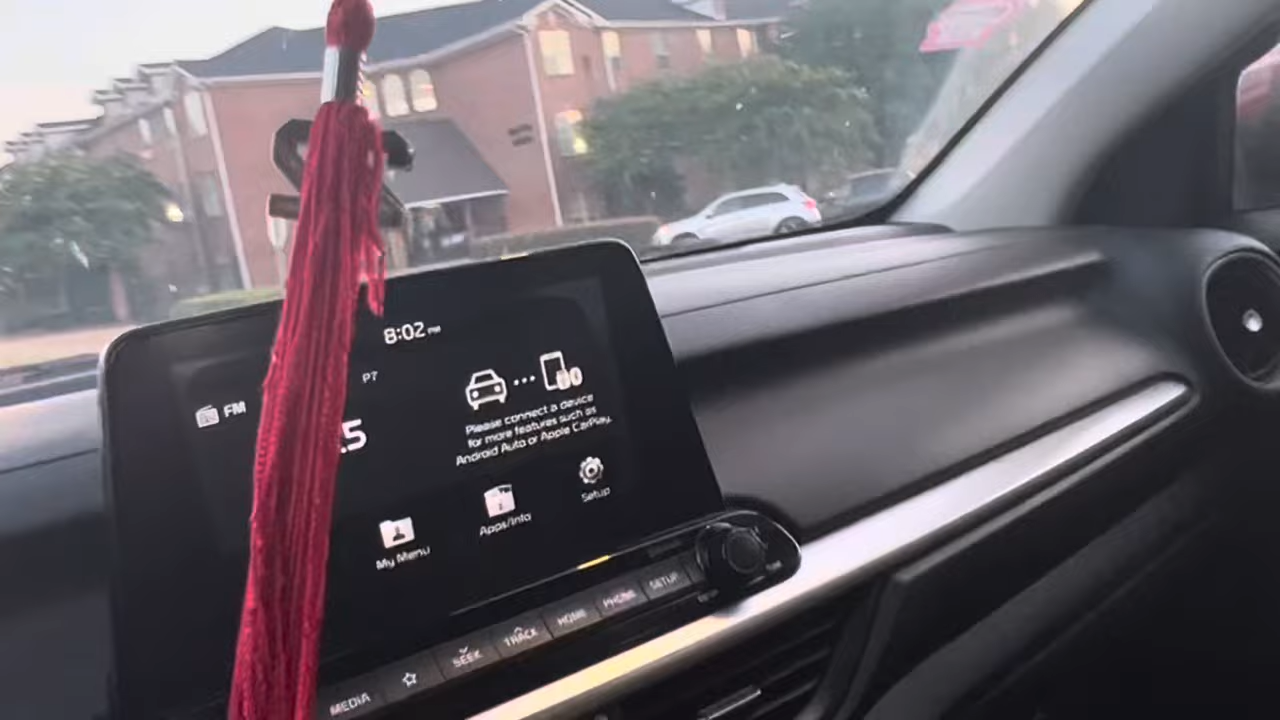 8:02 PM
P7
FM
.5
Please connect a device
for more features such as
Android Auto or Apple CarPlay.
Setup
Apps/Info
My Menu
SETUP
PHONE
HOME
TRACK
SEEK
MEDIA